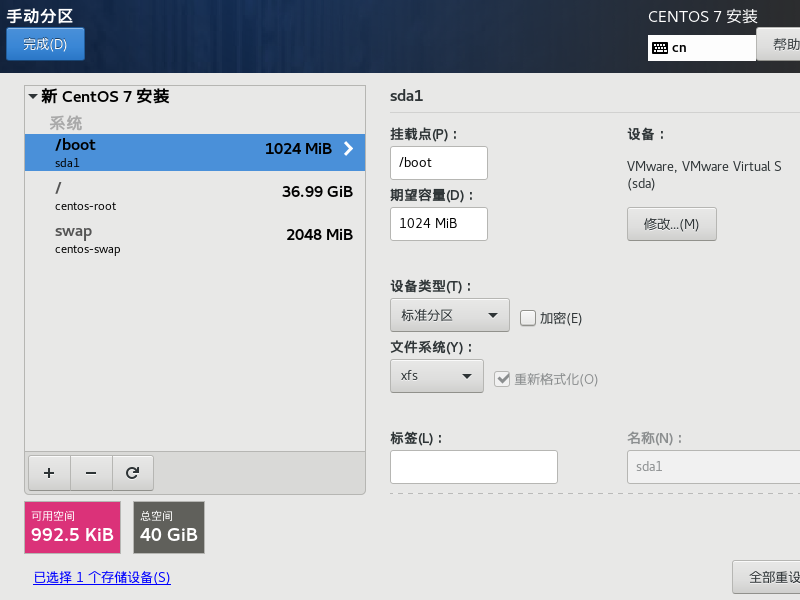 手动分区
CENTOS 7 安装
完成(D)
cn
帮助
新 CentOS 7 安装
系统
/boot
1024 MiB
sda1
/
36.99 GiB
centos-root
swap
2048 MiB
centos-swap
+
−
可用空间
992.5 KiB
总空间
40 GiB
已选择 1 个存储设备(S)
sda1
挂载点(P)：
/boot
期望容量(D)：
1024 MiB
设备：
VMware, VMware Virtual S
(sda)
修改...(M)
设备类型(T)：
标准分区
加密(E)
文件系统(Y)：
xfs
重新格式化(O)
标签(L)：
名称(N)：
sda1
全部重设